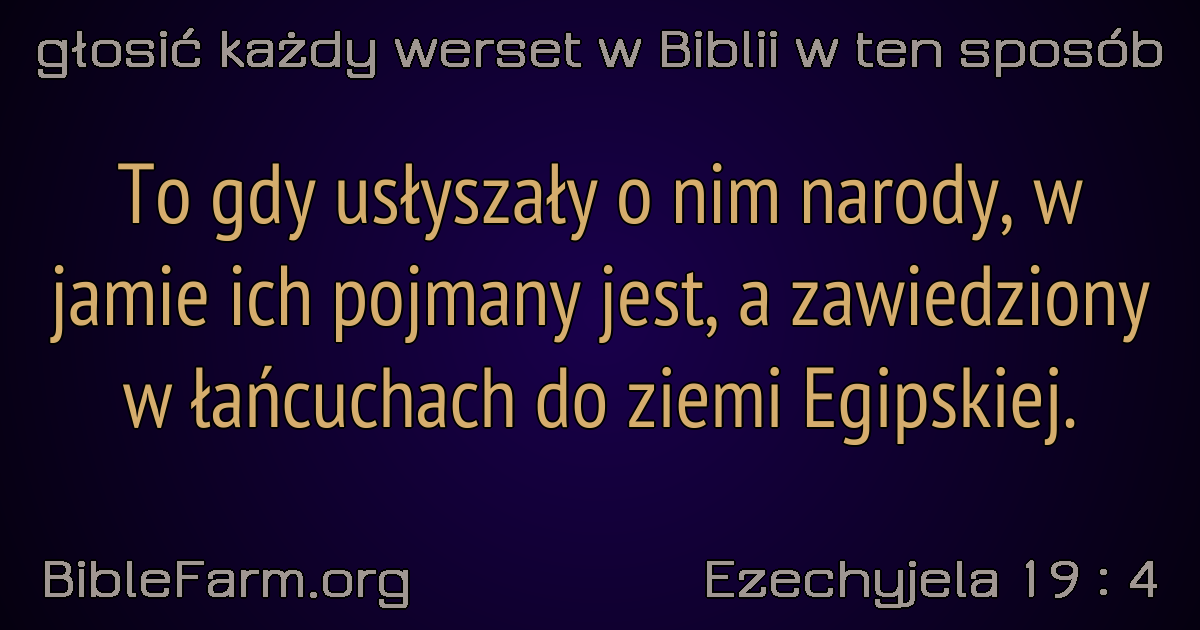 głosić każdy werset w Biblii w ten sposób
To gdy usłyszały o nim narody, w
jamie ich pojmany jest, a zawiedziony
w łańcuchach do ziemi Egipskiej.
BibleFarm.org
Ezechyjela 19 : 4